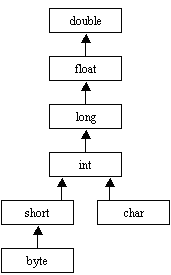 double
float
long
int
short
char
byte